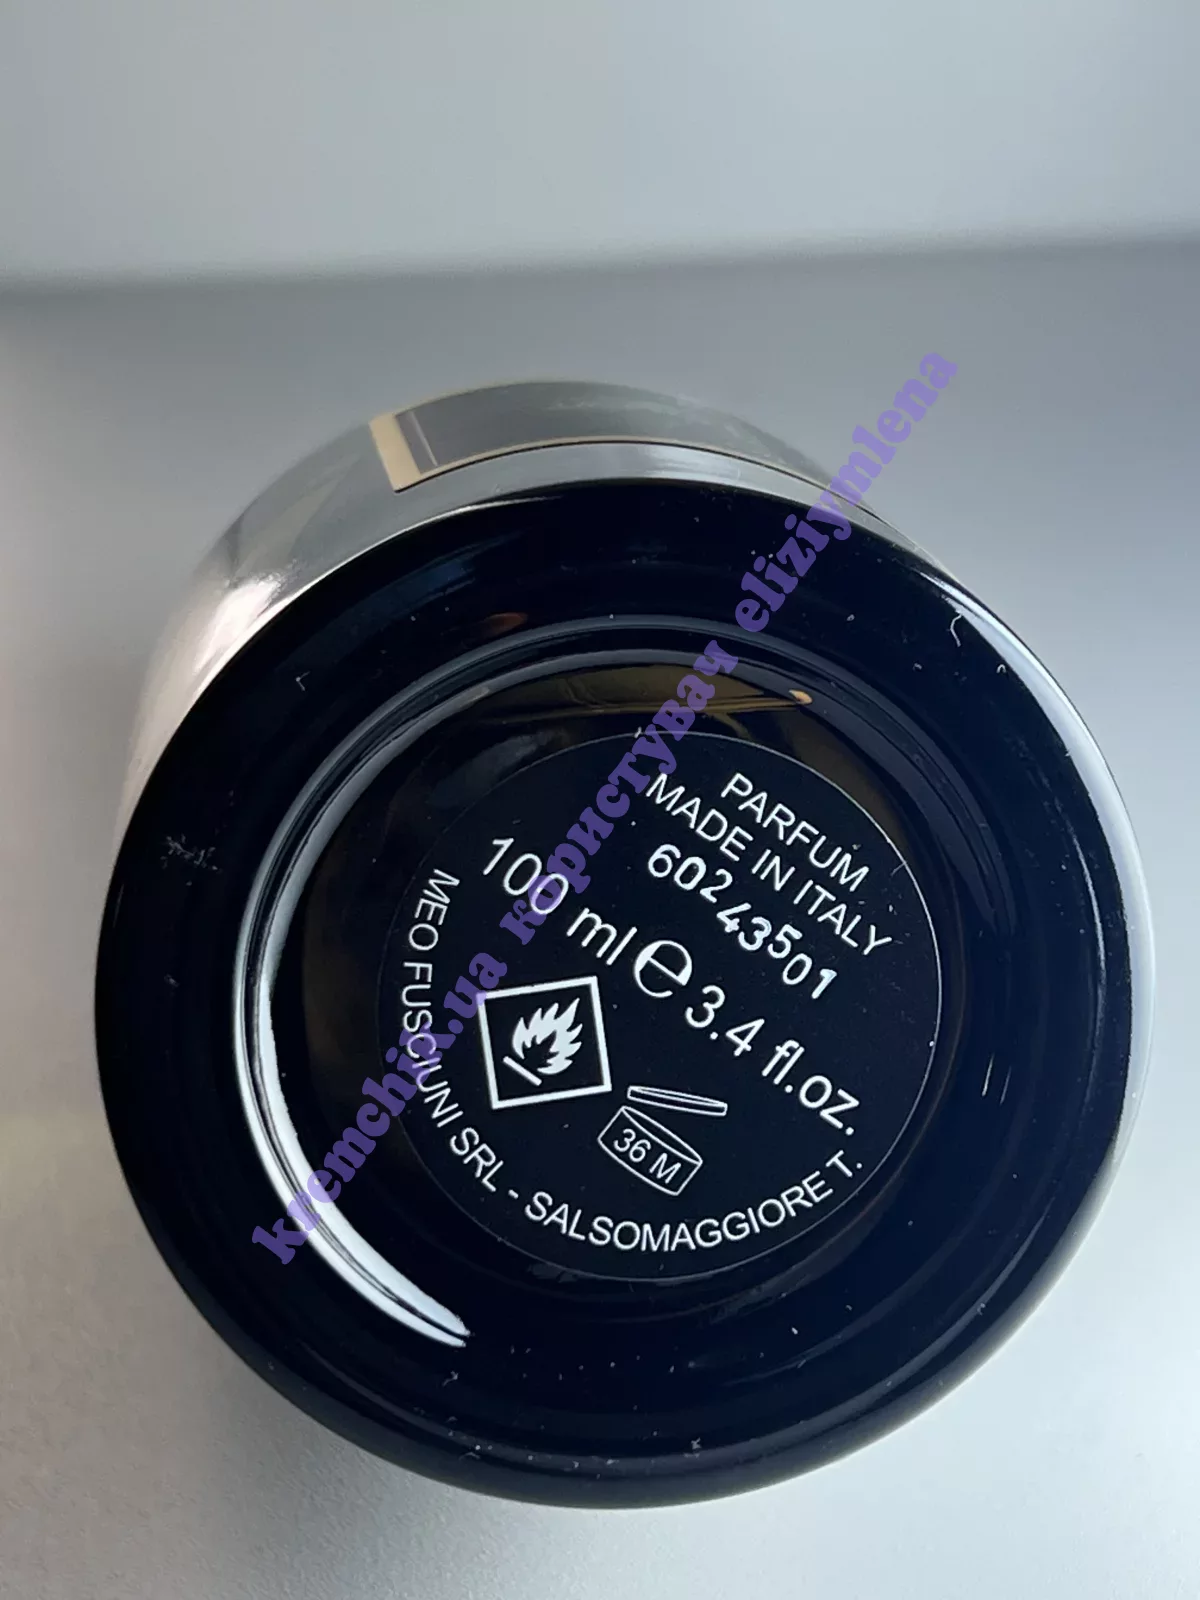 PARFUM
MADE IN ITALY
60243501
100 ml ℮ 3.4 fl.oz.
36 M
MEO FUSCIUNI SRL - SALSOMAGGIORE T.
kremchik.ua користувач eliziymlena